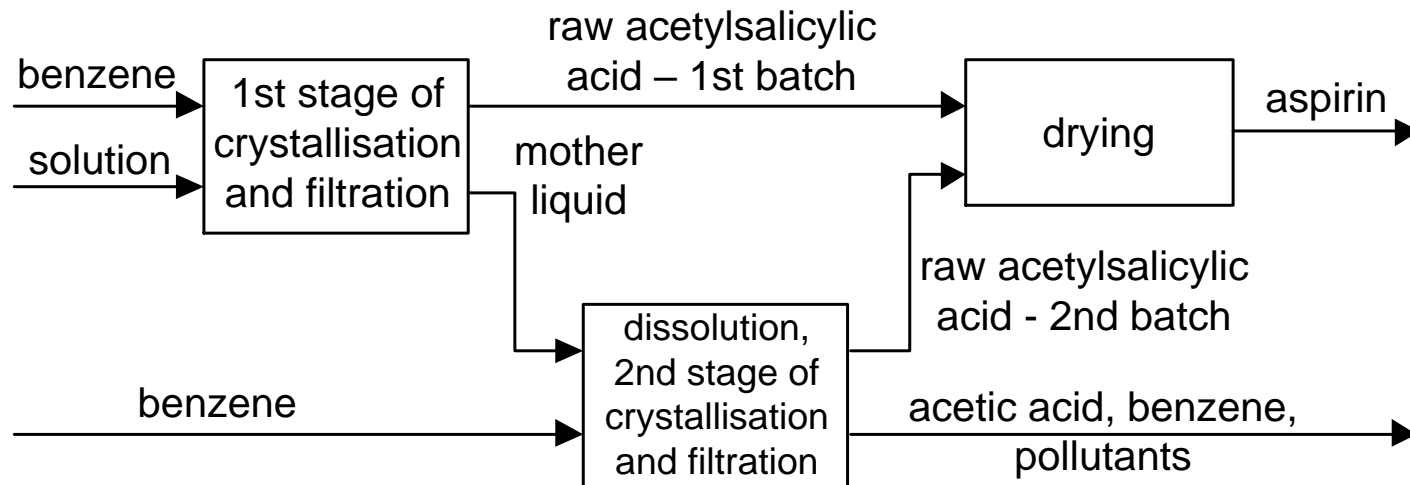 benzene
solution
1st stage of
crystallisation
and filtration
raw acetylsalicylic
acid – 1st batch
mother
liquid
drying
aspirin
raw acetylsalicylic
acid - 2nd batch
benzene
dissolution,
2nd stage of
crystallisation
and filtration
acetic acid, benzene,
pollutants